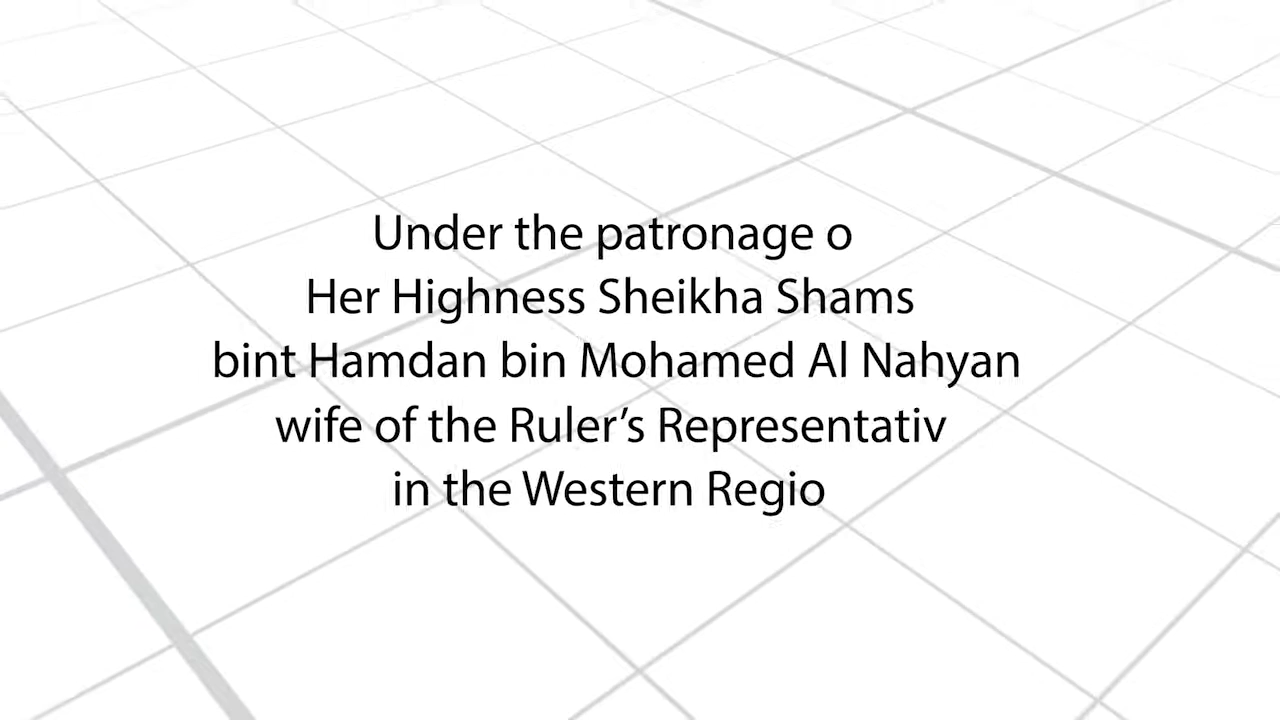 Under the patronage o
Her Highness Sheikha Shams
bint Hamdan bin Mohamed Al Nahyan
wife of the Ruler’s Representativ
in the Western Regio